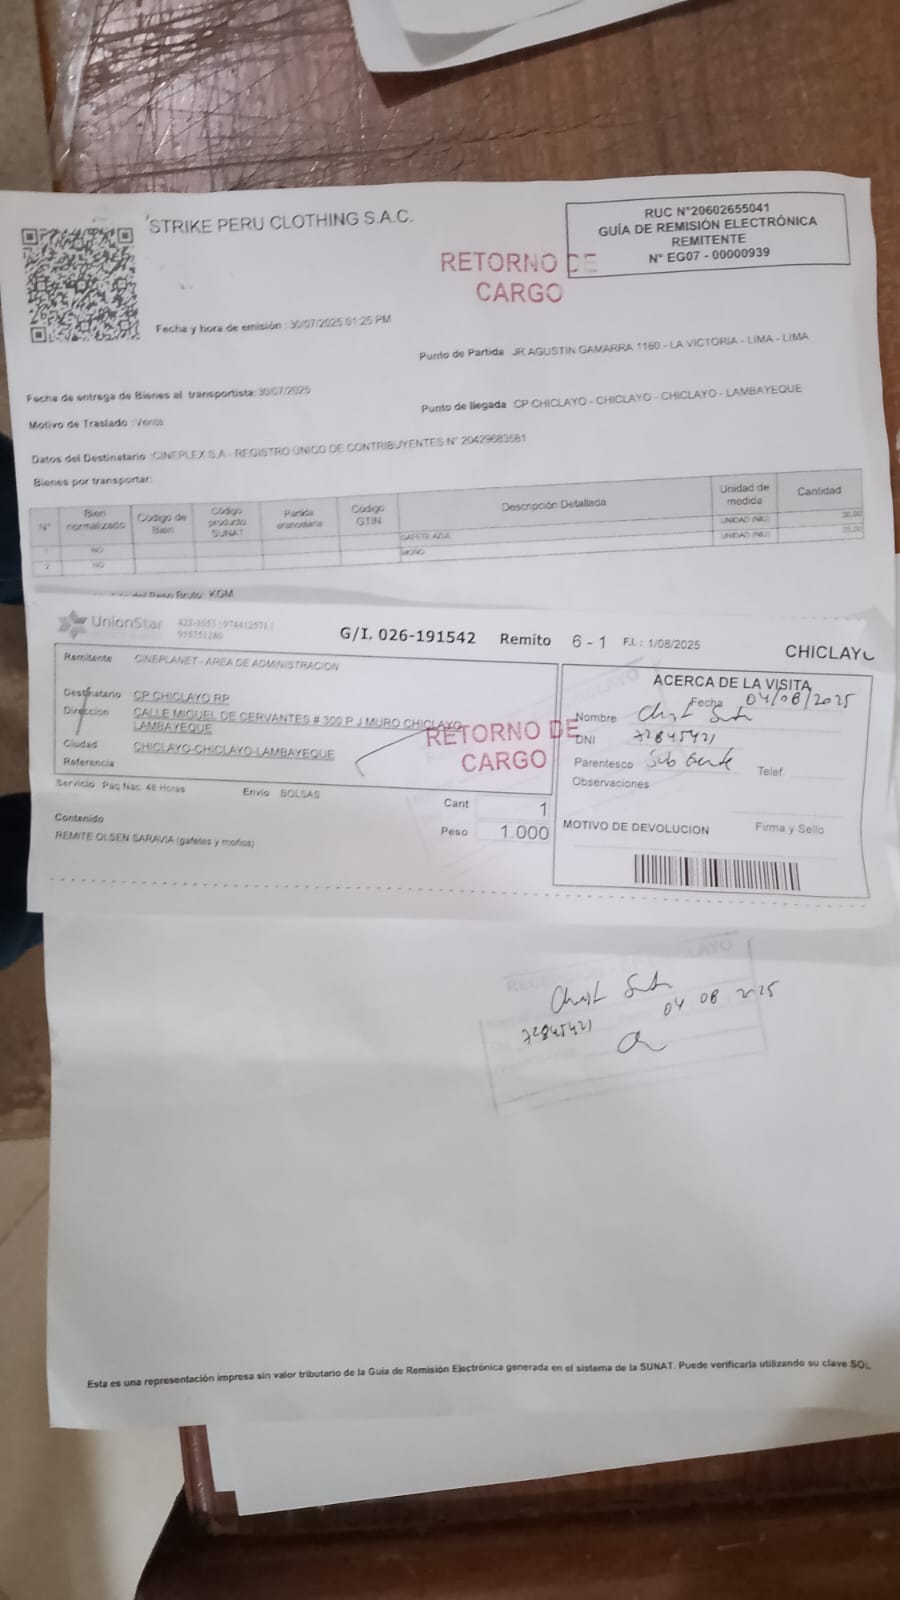 STRIKE PERU CLOTHING S.A.C.
RUC N°20602655041
GUÍA DE REMISIÓN ELECTRÓNICA
REMITENTE
N° EG07 - 00000939
RETORNO DE
CARGO
Fecha y hora de emisión : 30/07/2025 01:25 PM
Punto de Partida JR AGUSTIN GAMARRA 1160 - LA VICTORIA - LIMA - LIMA
Fecha de entrega de Bienes al transportista: 30/07/2025
Punto de llegada CP CHICLAYO - CHICLAYO - CHICLAYO - LAMBAYEQUE
Motivo de Traslado : Venta
Datos del Destinatario : CINEPLEX S.A - REGISTRO ÚNICO DE CONTRIBUYENTES N° 20429683581
Bienes por transportar:
N° Bien normalizado Código de Bien Código producto SUNAT Partida arancelaria Código GTIN Descripción Detallada Unidad de medida Cantidad
1 NO GAFETE AZUL UNIDAD (NIU)
2 NO MOÑO UNIDAD (NIU)
del Peso Bruto: KGM
UnionStar
G/I. 026-191542 Remito 6 - 1 F.I.: 1/08/2025 CHICLAYO
Remitente CINEPLANET - AREA DE ADMINISTRACION
Destinatario CP CHICLAYO RP
Direccion CALLE MIGUEL DE CERVANTES # 300 P J MURO CHICLAYO
LAMBAYEQUE
Ciudad CHICLAYO-CHICLAYO-LAMBAYEQUE
Referencia
RETORNO DE
CARGO
Servicio Paq Nac. 48 Horas Envio BOLSAS
Cant 1
Peso 1.000
Contenido
REMITE OLSEN SARAVIA (gafetes y moños)
ACERCA DE LA VISITA
Fecha 04/08/2025
Nombre
DNI 72845421
Parentesco Sub Gerte
Telef.
Observaciones
MOTIVO DE DEVOLUCION Firma y Sello
04 08 2025
72845421
Esta es una representación impresa sin valor tributario de la Guía de Remisión Electrónica generada en el sistema de la SUNAT. Puede verificarla utilizando su clave SOL